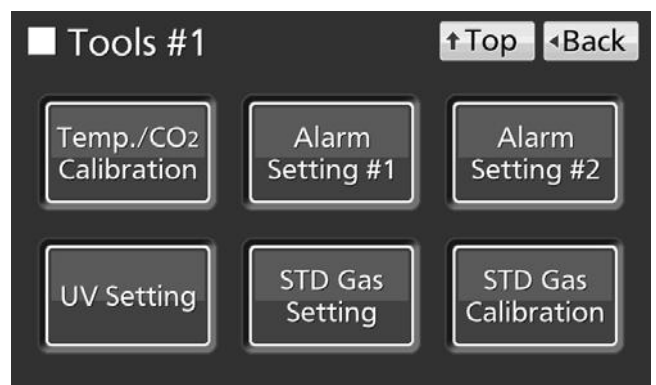 Tools #1
↑Top
◂Back
Temp./CO2
Calibration
Alarm
Setting #1
Alarm
Setting #2
UV Setting
STD Gas
Setting
STD Gas
Calibration